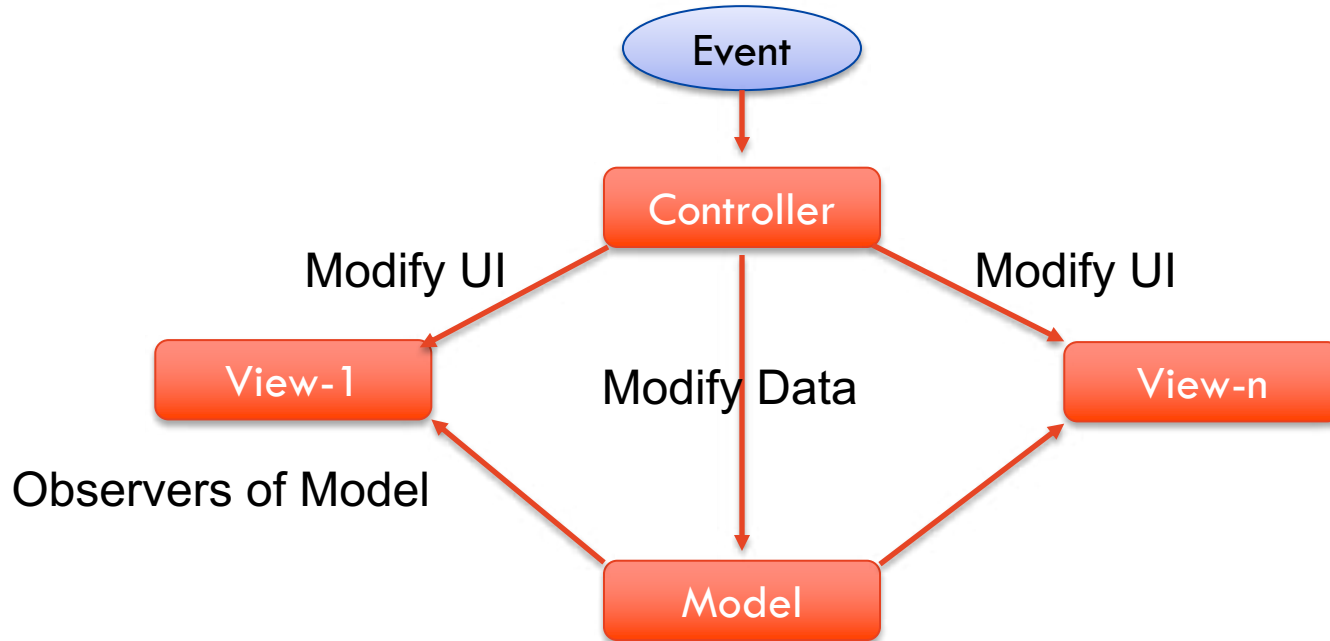 Event
Controller
Modify UI
Modify UI
View-1
Modify Data
View-n
Observers of Model
Model